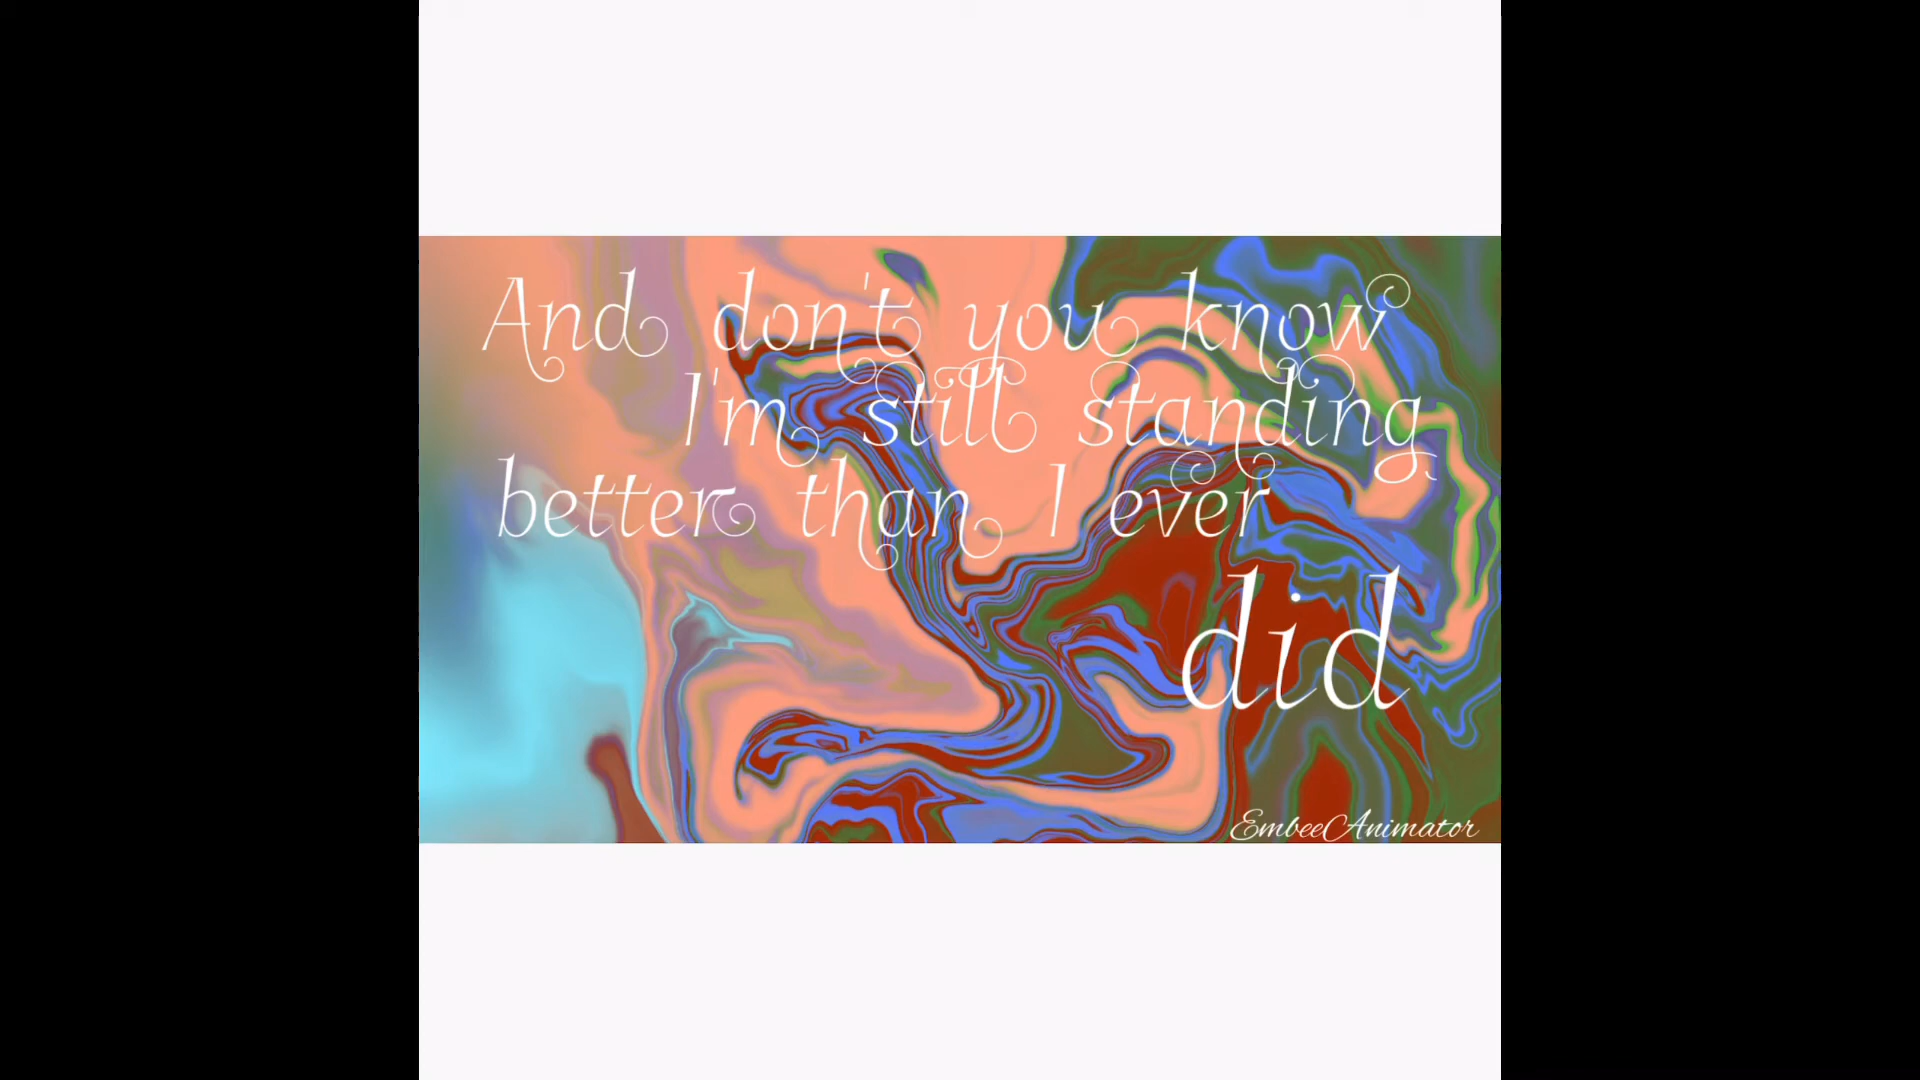 And don't you know
I'm still standing
better than I ever
did
EmbeeAnimator